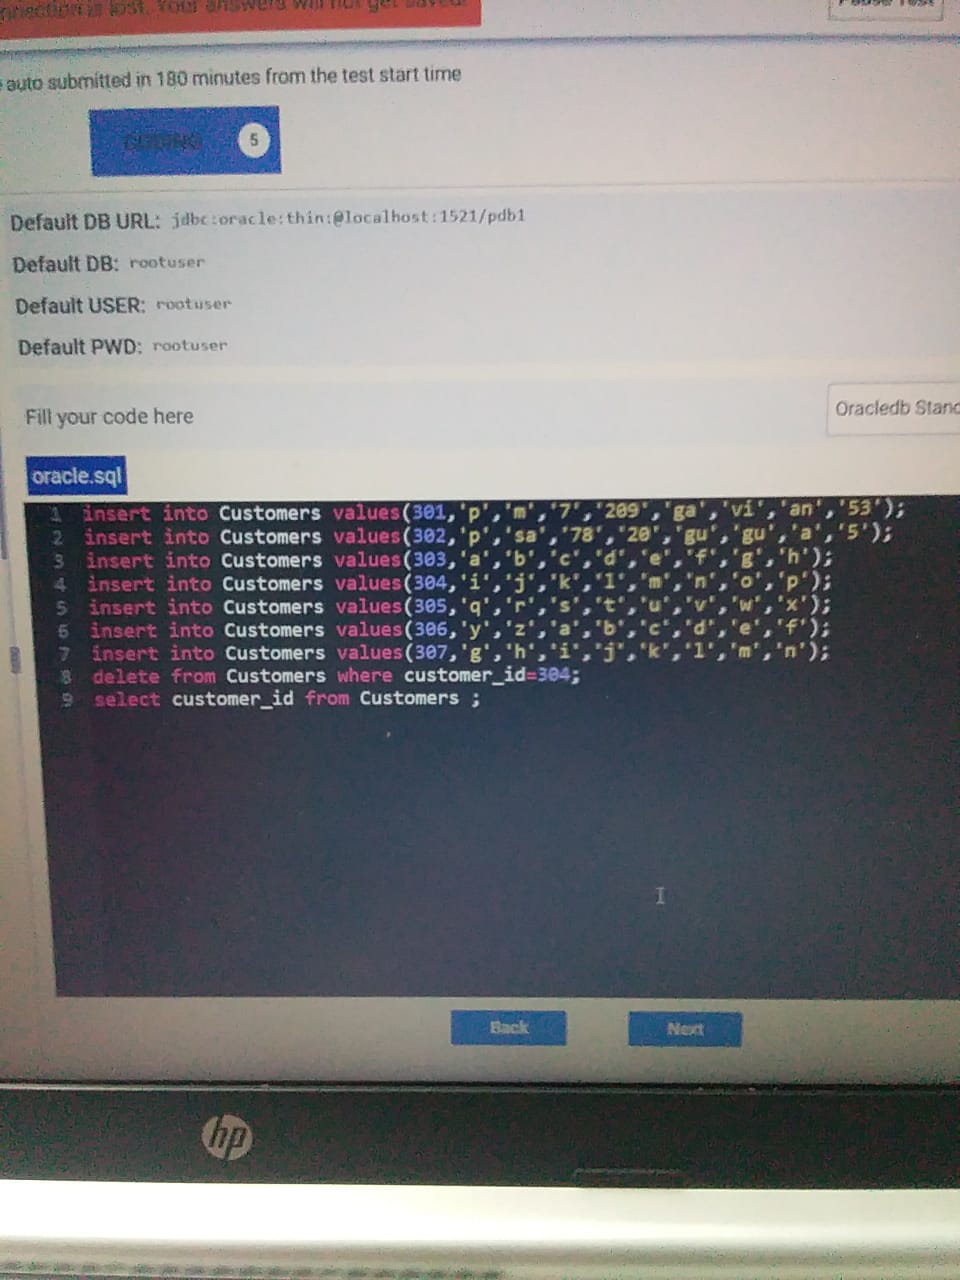 connection is lost. Your answers will not get saved.
Pause Test
auto submitted in 180 minutes from the test start time
CODING 5
Default DB URL: jdbc:oracle:thin:@localhost:1521/pdb1
Default DB: rootuser
Default USER: rootuser
Default PWD: rootuser
Fill your code here
Oracledb Stand
oracle.sql
1 insert into Customers values(301,'p','m','7','209','ga','vi','an','53');
2 insert into Customers values(302,'p','sa','78','20','gu','gu','a','5');
3 insert into Customers values(303,'a','b','c','d','e','f','g','h');
4 insert into Customers values(304,'i','j','k','l','m','n','o','p');
5 insert into Customers values(305,'q','r','s','t','u','v','w','x');
6 insert into Customers values(306,'y','z','a','b','c','d','e','f');
7 insert into Customers values(307,'g','h','i','j','k','l','m','n');
8 delete from Customers where customer_id=304;
9 select customer_id from Customers ;
Back
Next
hp